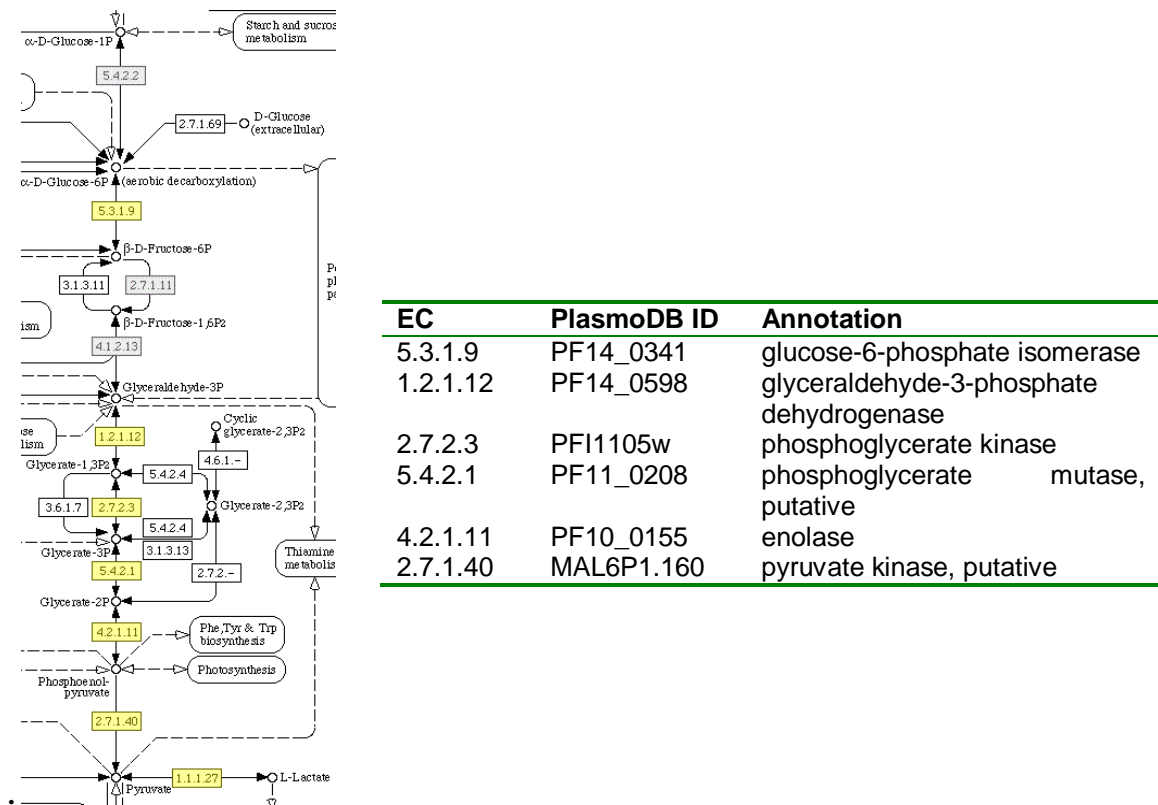 Starch and sucros
metabolism
α-D-Glucose-1P
5.4.2.2
2.7.1.69
D-Glucose
(extracellular)
α-D-Glucose-6P
(aerobic decarboxylation)
5.3.1.9
β-D-Fructose-6P
3.1.3.11
2.7.1.11
P
pl
pa
ism
β-D-Fructose-1,6P2
4.1.2.13
Glyceraldehyde-3P
se
lism
1.2.1.12
Cyclic
glycerate-2,3P2
Glycerate-1,3P2
4.6.1.-
5.4.2.4
3.6.1.7
2.7.2.3
Glycerate-2,3P2
5.4.2.4
Glycerate-3P
3.1.3.13
Thiamine
metabolis
5.4.2.1
2.7.2.-
Glycerate-2P
4.2.1.11
Phe,Tyr & Trp
biosynthesis
Photosynthesis
Phosphoenol-
pyruvate
2.7.1.40
1.1.1.27
L-Lactate
Pyruvate
EC PlasmoDB ID Annotation
5.3.1.9 PF14_0341 glucose-6-phosphate isomerase
1.2.1.12 PF14_0598 glyceraldehyde-3-phosphate
dehydrogenase
2.7.2.3 PFI1105w phosphoglycerate kinase
5.4.2.1 PF11_0208 phosphoglycerate mutase,
putative
4.2.1.11 PF10_0155 enolase
2.7.1.40 MAL6P1.160 pyruvate kinase, putative